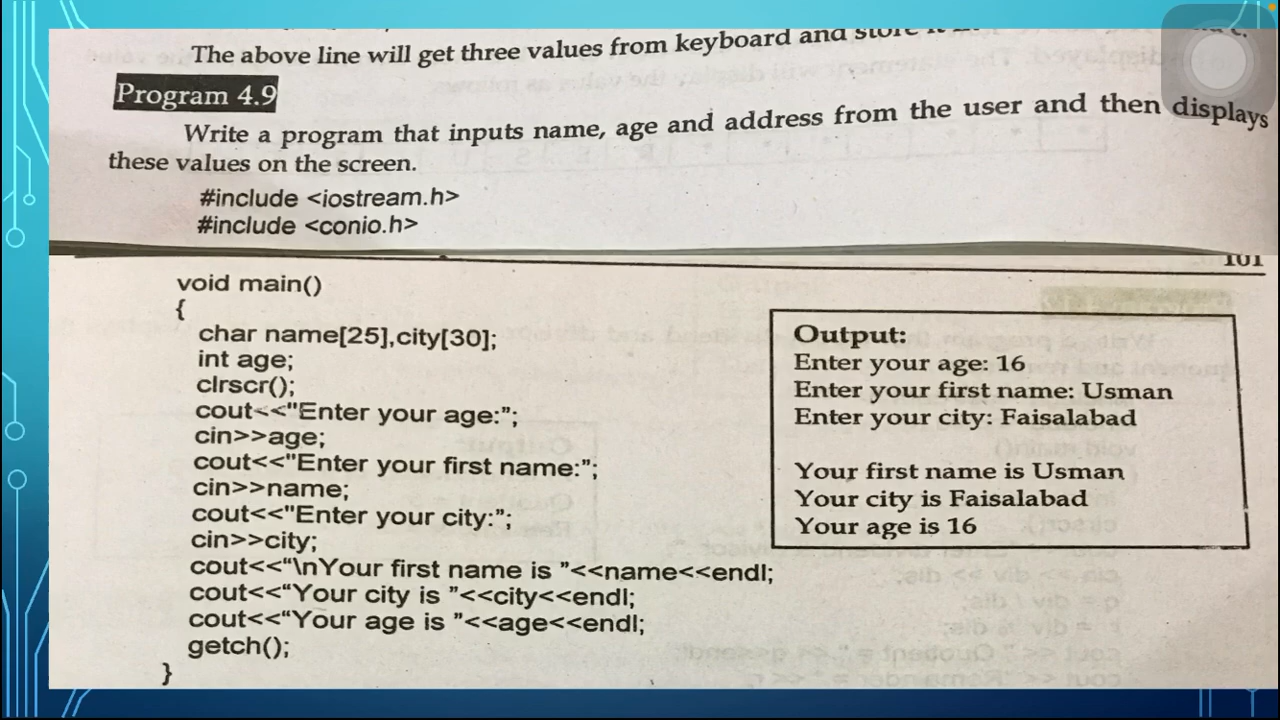 The above line will get three values from keyboard and store
Program 4.9
Write a program that inputs name, age and address from the user and then displays
these values on the screen.
#include <iostream.h>
#include <conio.h>
101
void main()
{
char name[25],city[30];
int age;
clrscr();
cout<<"Enter your age:”;
cin>>age;
cout<<"Enter your first name:”;
cin>>name;
cout<<"Enter your city:”;
cin>>city;
cout<<“\nYour first name is ”<<name<<endl;
cout<<“Your city is ”<<city<<endl;
cout<<“Your age is ”<<age<<endl;
getch();
}
Output:
Enter your age: 16
Enter your first name: Usman
Enter your city: Faisalabad
Your first name is Usman
Your city is Faisalabad
Your age is 16